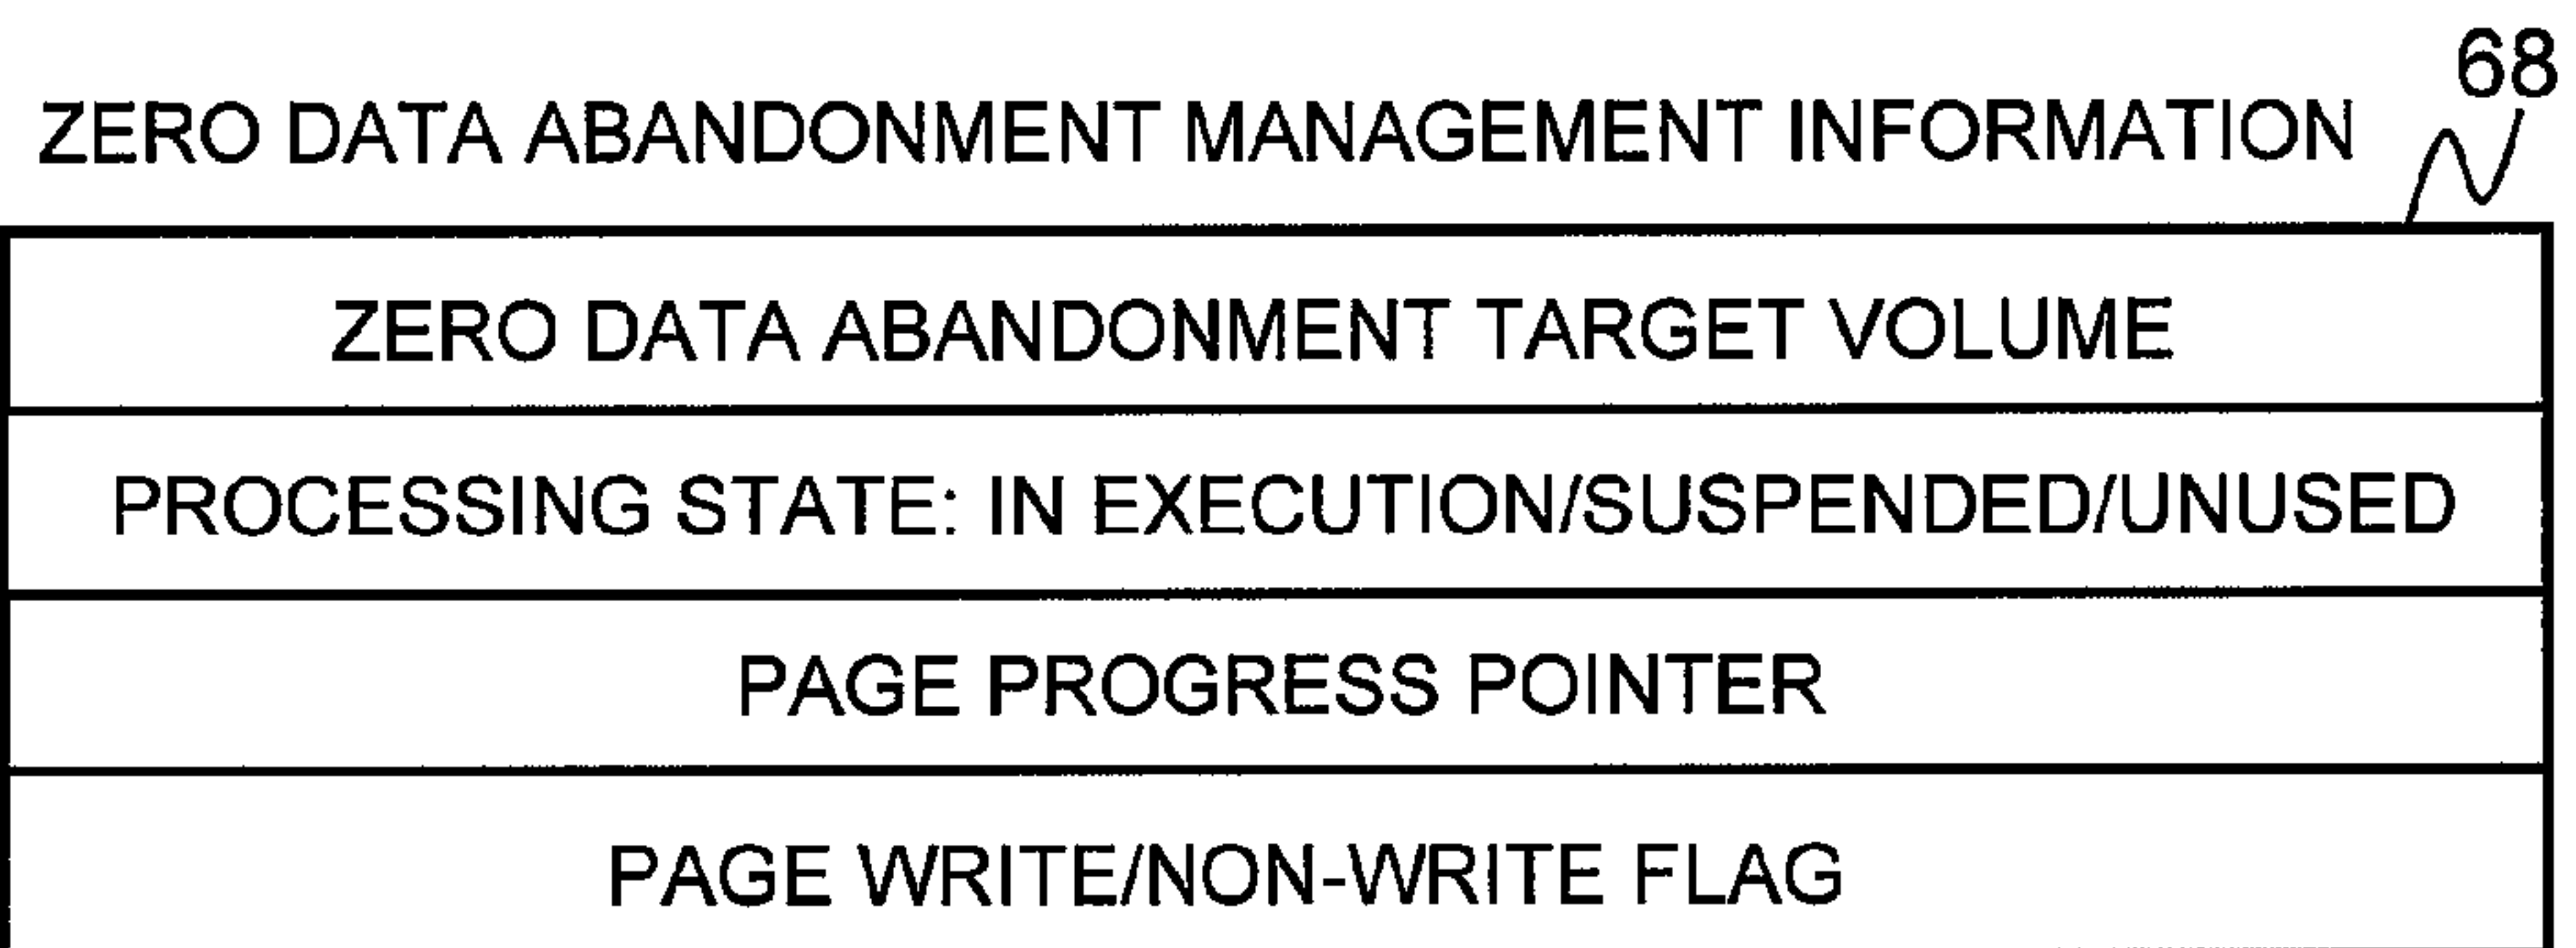 68
ZERO DATA ABANDONMENT MANAGEMENT INFORMATION
ZERO DATA ABANDONMENT TARGET VOLUME
PROCESSING STATE: IN EXECUTION/SUSPENDED/UNUSED
PAGE PROGRESS POINTER
PAGE WRITE/NON-WRITE FLAG